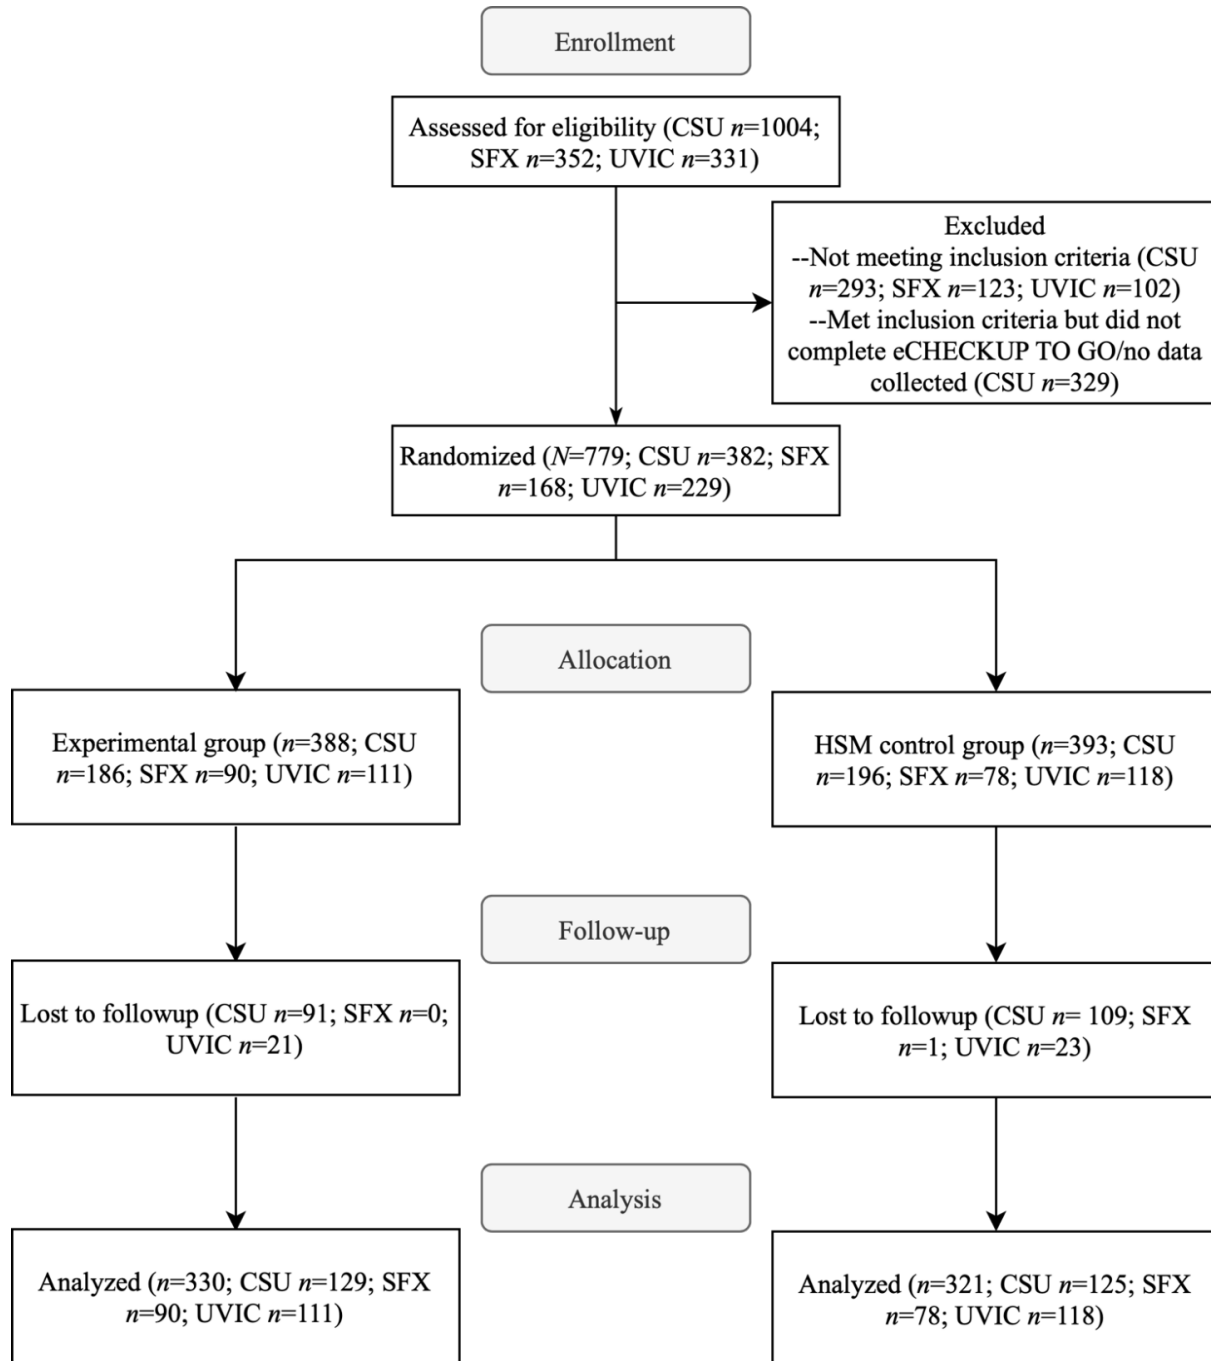 Enrollment
Assessed for eligibility (CSU n=1004;
SFX n=352; UVIC n=331)
Excluded
--Not meeting inclusion criteria (CSU
n=293; SFX n=123; UVIC n=102)
--Met inclusion criteria but did not
complete eCHECKUP TO GO/no data
collected (CSU n=329)
Randomized (N=779; CSU n=382; SFX
n=168; UVIC n=229)
Allocation
Experimental group (n=388; CSU
n=186; SFX n=90; UVIC n=111)
HSM control group (n=393; CSU
n=196; SFX n=78; UVIC n=118)
Follow-up
Lost to followup (CSU n=91; SFX n=0;
UVIC n=21)
Lost to followup (CSU n= 109; SFX
n=1; UVIC n=23)
Analysis
Analyzed (n=330; CSU n=129; SFX
n=90; UVIC n=111)
Analyzed (n=321; CSU n=125; SFX
n=78; UVIC n=118)